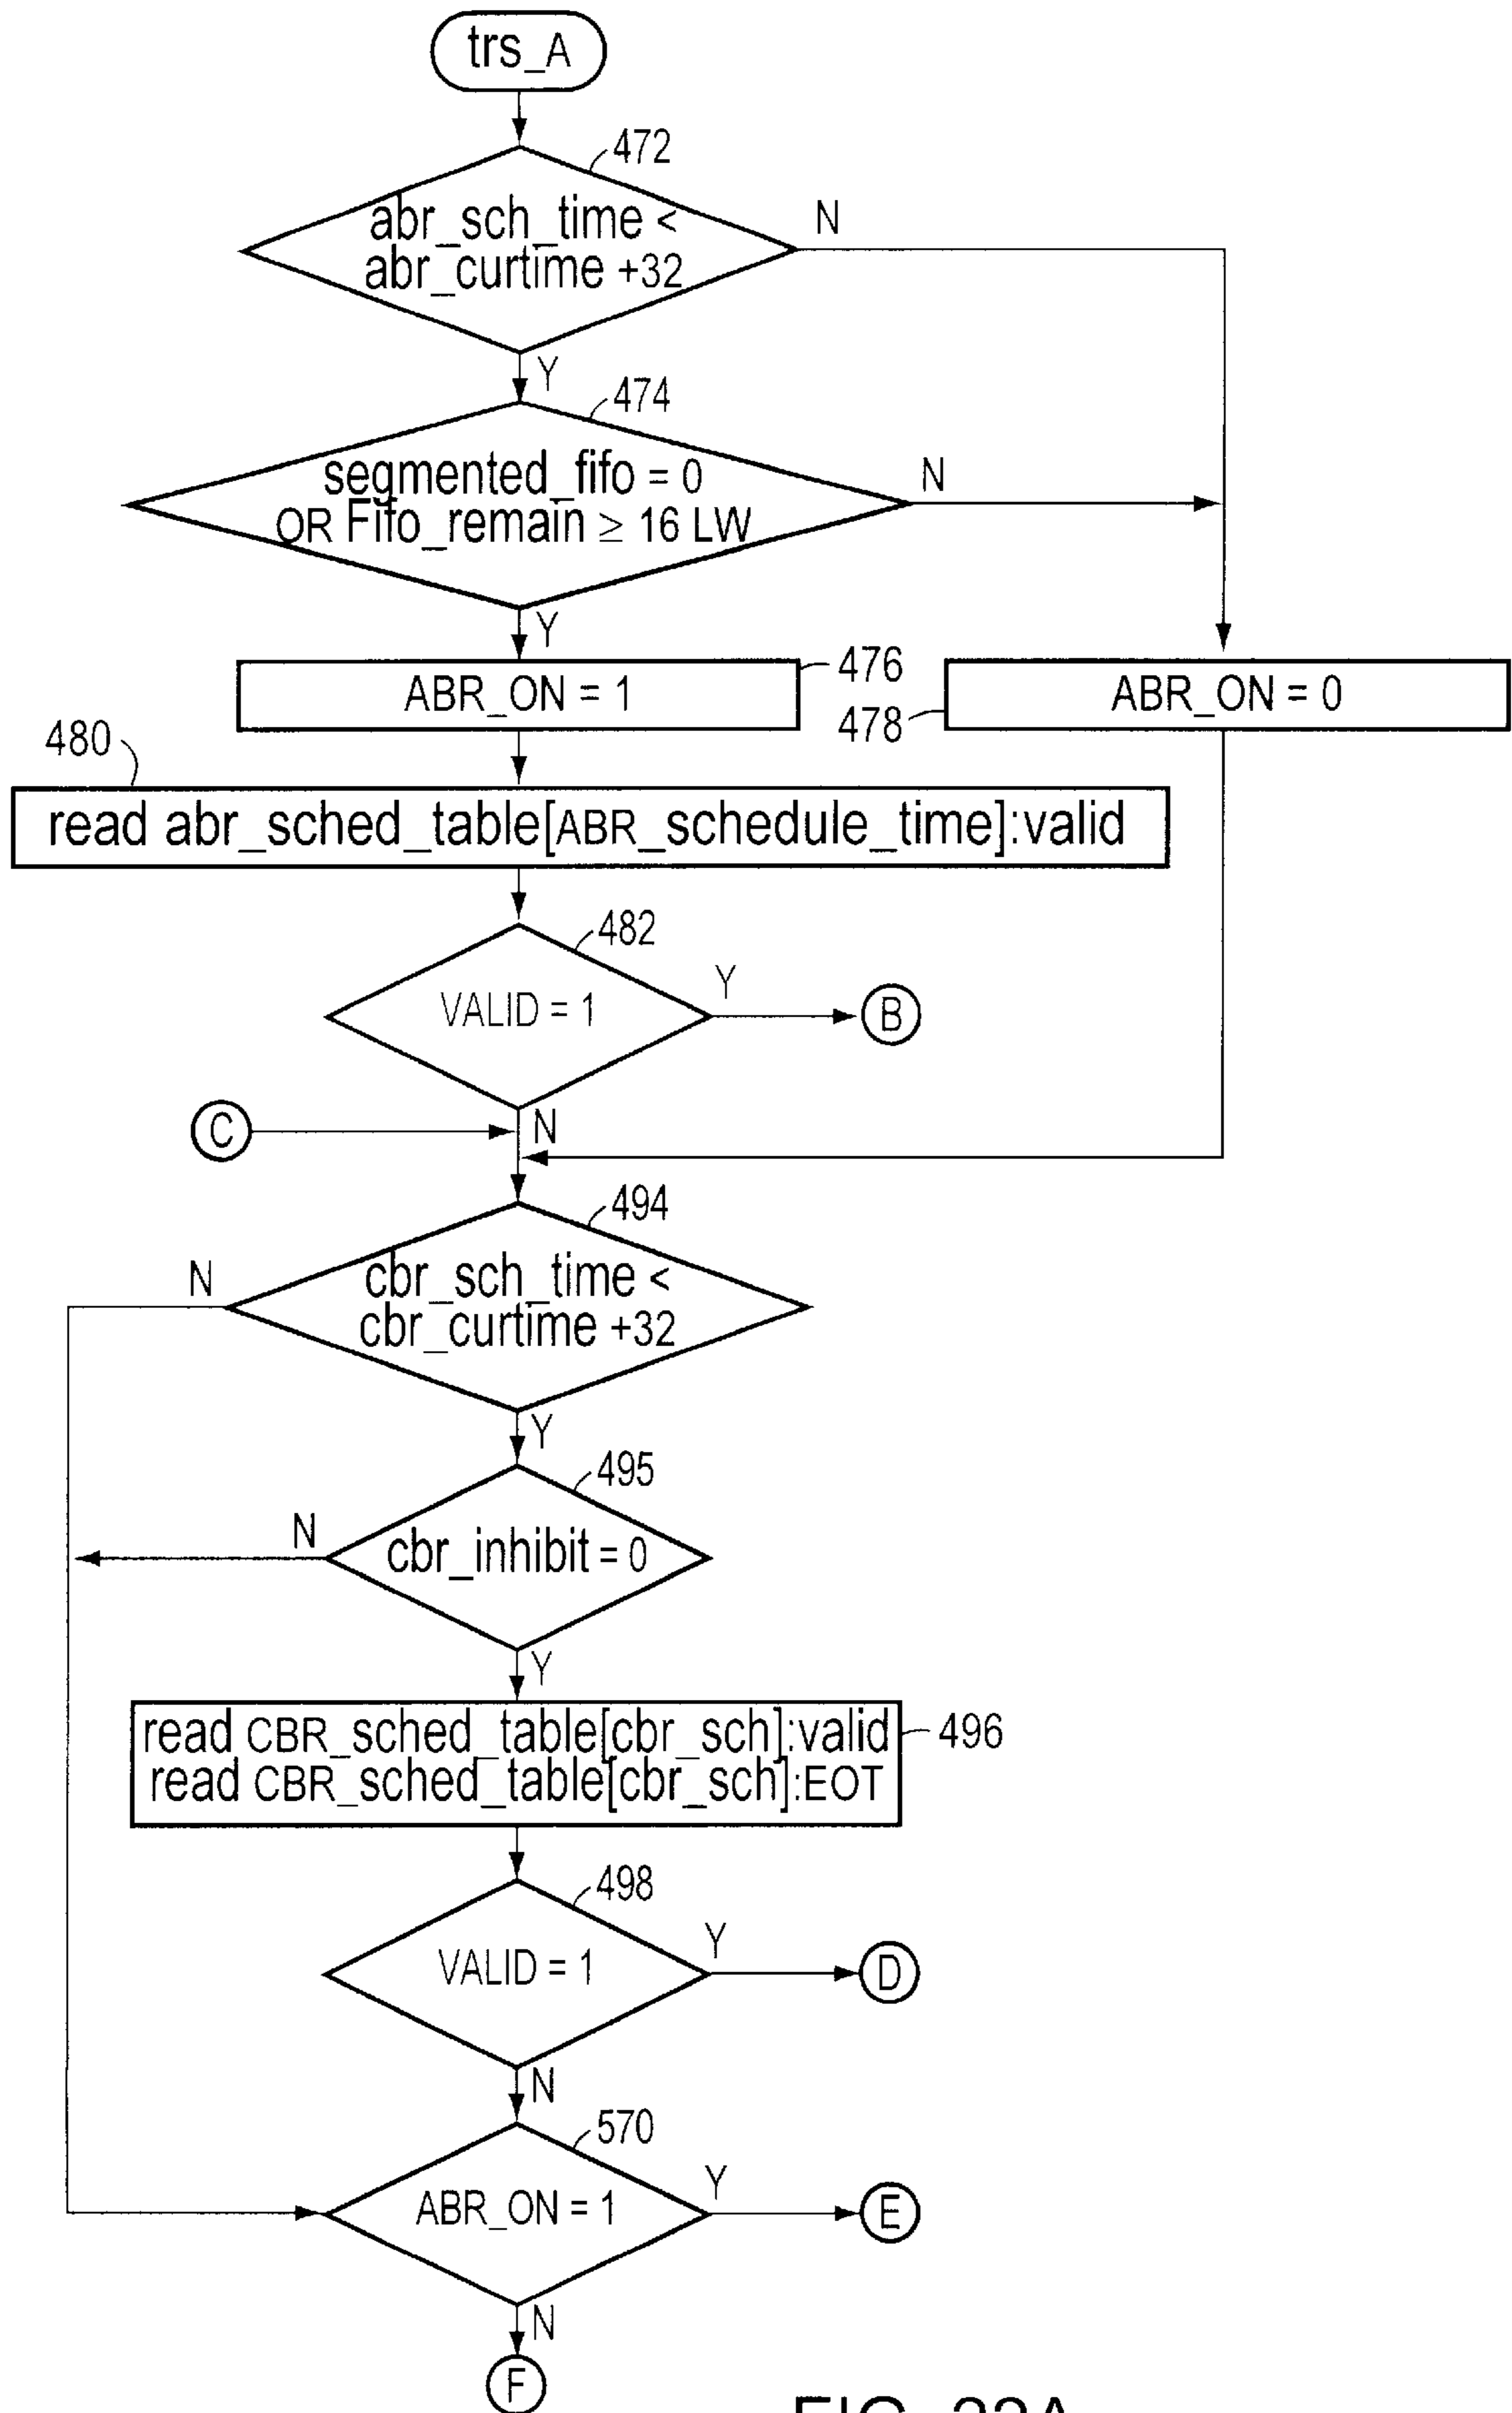 trs_A
472
abr_sch_time <
abr_curtime +32
N
Y
474
segmented_fifo = 0
OR Fifo_remain ≥ 16 LW
N
Y
476
ABR_ON = 1
478
ABR_ON = 0
480
read abr_sched_table[ABR_schedule_time]:valid
482
VALID = 1
Y
B
C
N
494
cbr_sch_time <
cbr_curtime +32
N
Y
495
cbr_inhibit = 0
N
Y
read CBR_sched_table[cbr_sch]:valid
read CBR_sched_table[cbr_sch]:EOT
496
498
VALID = 1
Y
D
N
570
ABR_ON = 1
Y
E
N
F